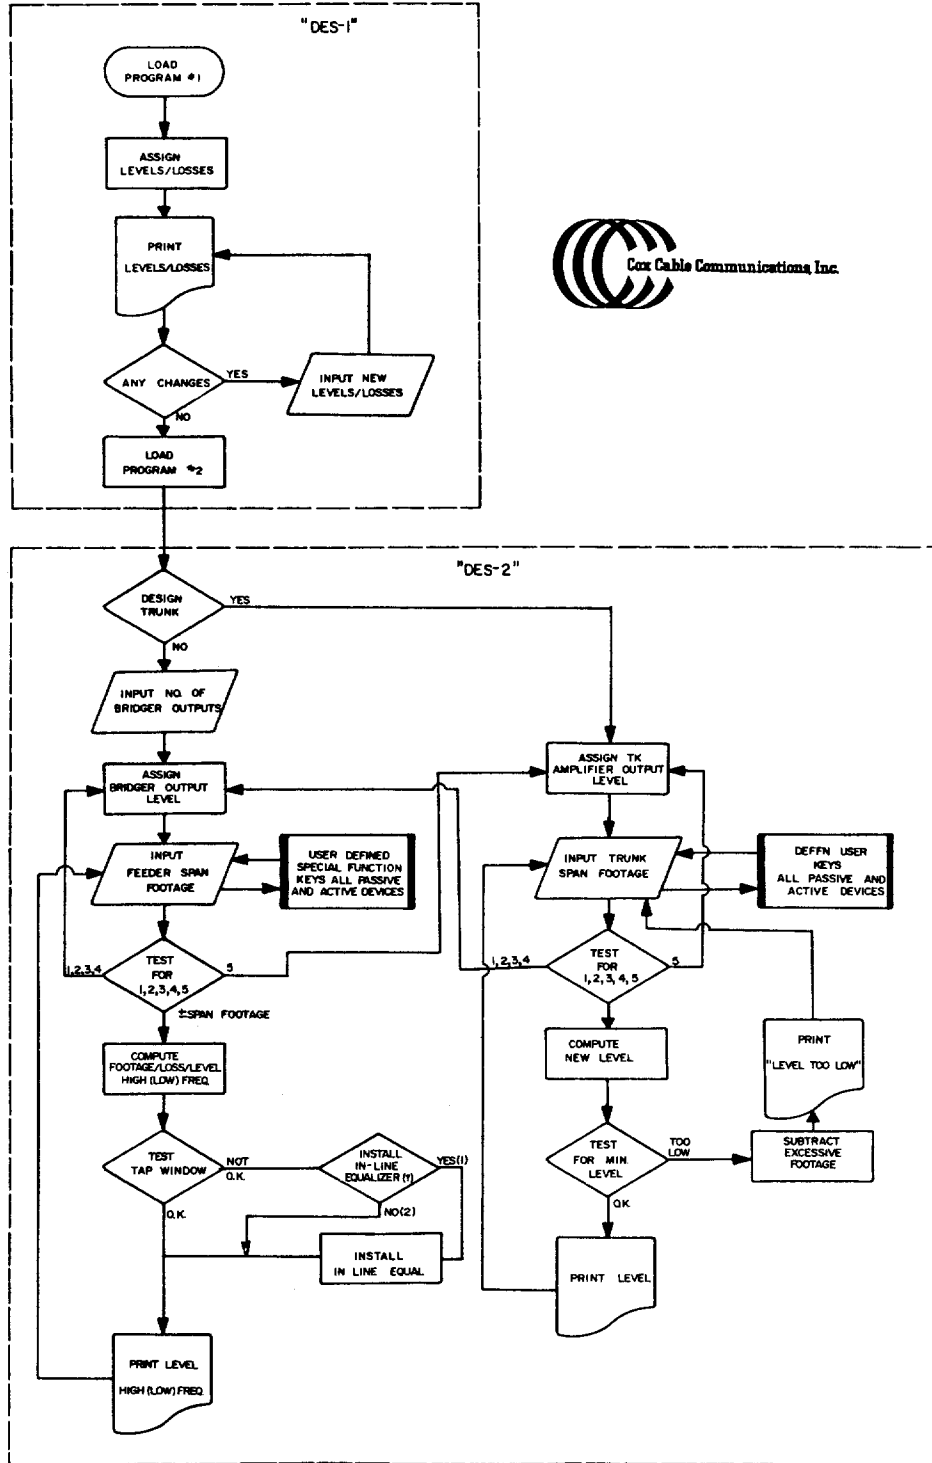 "DES-1"
LOAD
PROGRAM #1
ASSIGN
LEVELS/LOSSES
PRINT
LEVELS/LOSSES
Cox Cable Communications, Inc.
ANY CHANGES
YES
INPUT NEW
LEVELS/LOSSES
NO
LOAD
PROGRAM #2
"DES-2"
DESIGN
TRUNK
YES
NO
INPUT NO. OF
BRIDGER OUTPUTS
ASSIGN
BRIDGER OUTPUT
LEVEL
ASSIGN TK
AMPLIFIER OUTPUT
LEVEL
INPUT
FEEDER SPAN
FOOTAGE
USER DEFINED
SPECIAL FUNCTION
KEYS ALL PASSIVE
AND ACTIVE DEVICES
INPUT TRUNK
SPAN FOOTAGE
DEFFN USER
KEYS
ALL PASSIVE AND
ACTIVE DEVICES
1,2,3,4
TEST
FOR
1,2,3,4,5
5
±SPAN FOOTAGE
1,2,3,4
TEST
FOR
1,2,3,4,5
5
COMPUTE
FOOTAGE/LOSS/LEVEL
HIGH (LOW) FREQ.
COMPUTE
NEW LEVEL
PRINT
"LEVEL TOO LOW"
TEST
TAP WINDOW
NOT
O.K.
O.K.
INSTALL
IN-LINE
EQUALIZER(?)
YES(1)
NO(2)
INSTALL
IN LINE EQUAL
TEST
FOR MIN.
LEVEL
TOO
LOW
SUBTRACT
EXCESSIVE
FOOTAGE
O.K.
PRINT LEVEL
PRINT LEVEL
HIGH (LOW) FREQ.